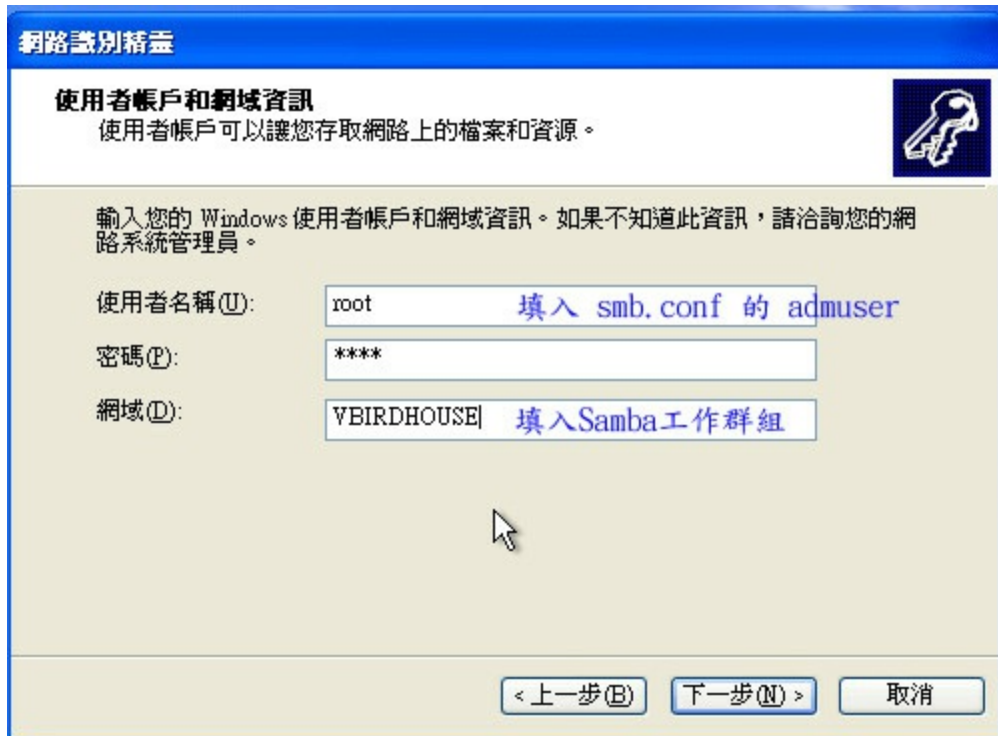 網路識別精靈
使用者帳戶和網域資訊
使用者帳戶可以讓您存取網路上的檔案和資源。
輸入您的 Windows 使用者帳戶和網域資訊。如果不知道此資訊，請洽詢您的網
路系統管理員。
使用者名稱(U): root 填入 smb.conf 的 admuser
密碼(P): ****
網域(D): VBIRDHOUSE 填入Samba工作群組
<上一步(B) 下一步(N)> 取消